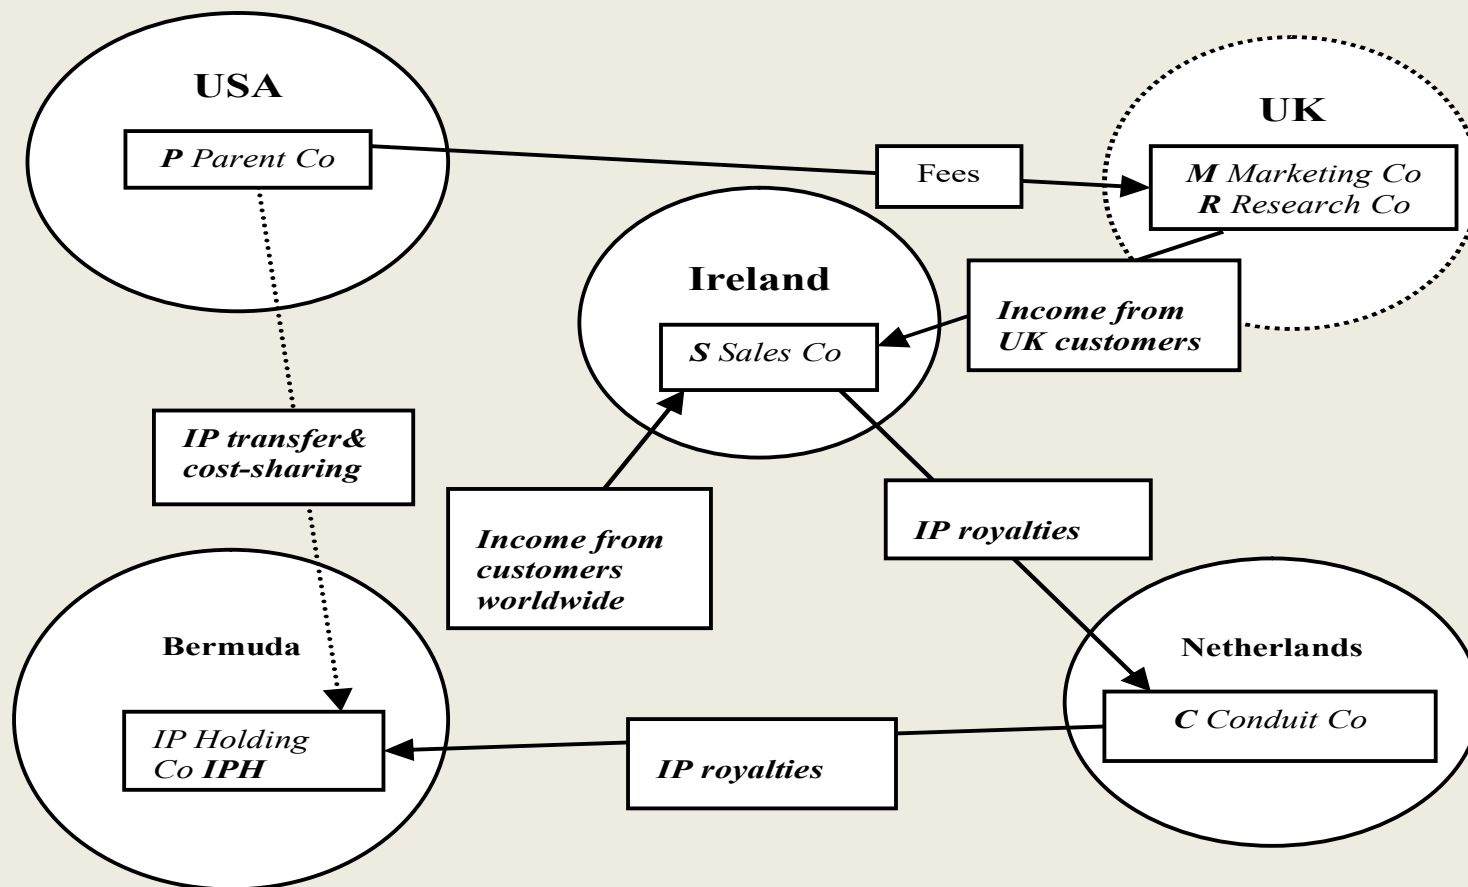 USA
P Parent Co
Fees
UK
M Marketing Co
R Research Co
Ireland
S Sales Co
Income from
UK customers
IP transfer&
cost-sharing
Income from
customers
worldwide
IP royalties
Bermuda
IP Holding
Co IPH
IP royalties
Netherlands
C Conduit Co